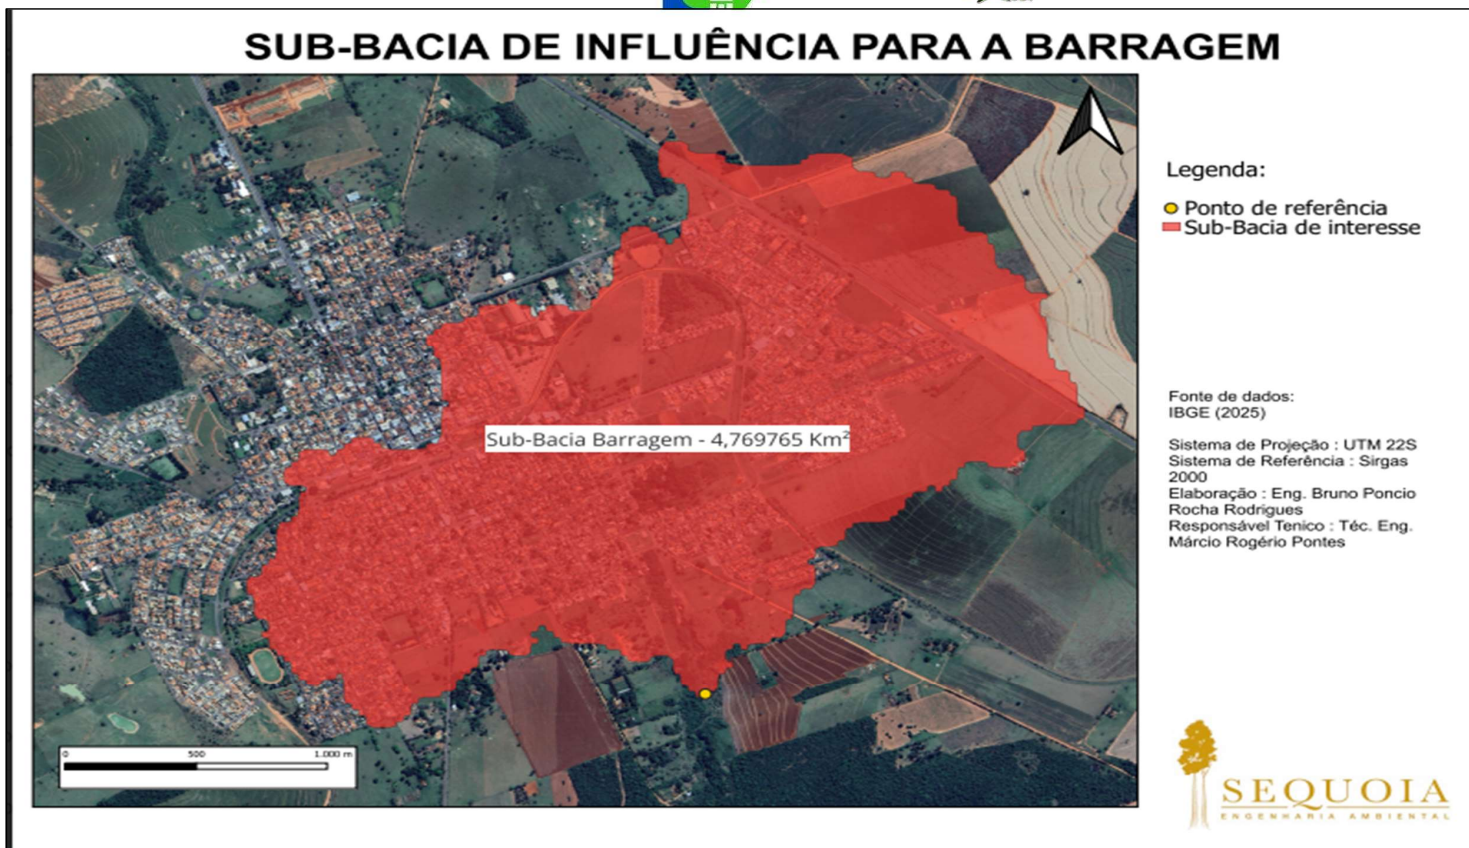 SUB-BACIA DE INFLUÊNCIA PARA A BARRAGEM
Legenda:
Ponto de referência
Sub-Bacia de interesse
Sub-Bacia Barragem - 4,769765 Km²
Fonte de dados:
IBGE (2025)
Sistema de Projeção : UTM 22S
Sistema de Referência : Sirgas
2000
Elaboração : Eng. Bruno Poncio
Rocha Rodrigues
Responsável Tenico : Téc. Eng.
Márcio Rogério Pontes
0 500 1.000 m
SEQUOIA
ENGENHARIA AMBIENTAL